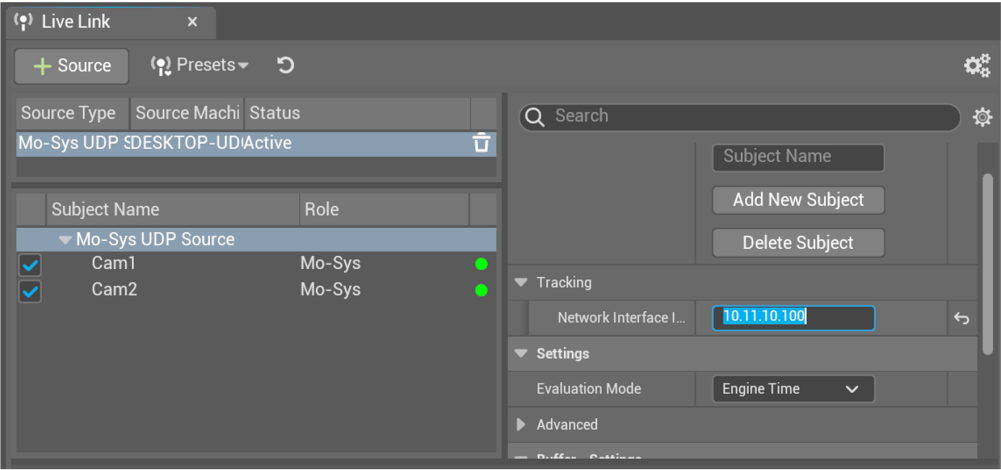 Live Link
+ Source Presets
Source Type Source Machi Status
Mo-Sys UDP S DESKTOP-UD Active
Subject Name Role
Mo-Sys UDP Source
Cam1 Mo-Sys
Cam2 Mo-Sys
Search
Subject Name
Add New Subject
Delete Subject
Tracking
Network Interface I... 10.11.10.100
Settings
Evaluation Mode Engine Time
Advanced
Buffer - Settings